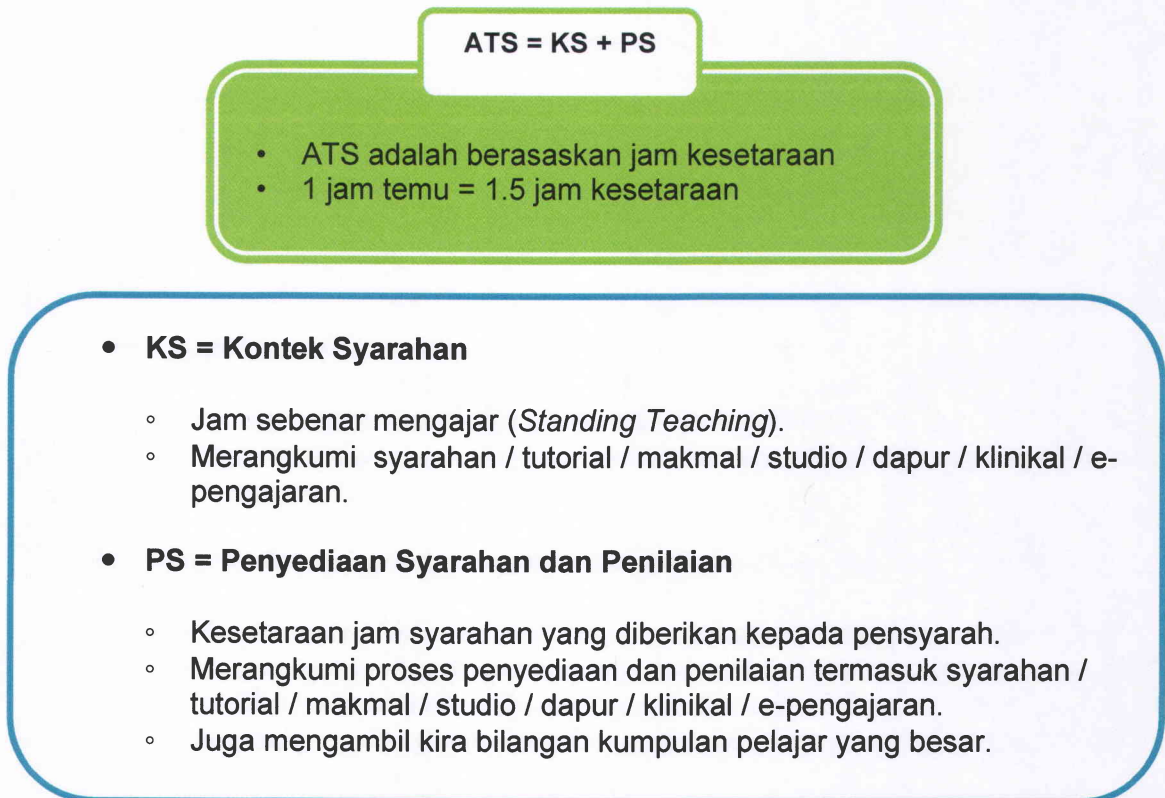 ATS = KS + PS
• ATS adalah berasaskan jam kesetaraan
• 1 jam temu = 1.5 jam kesetaraan
• KS = Kontek Syarahan
◦ Jam sebenar mengajar (Standing Teaching).
◦ Merangkumi syarahan / tutorial / makmal / studio / dapur / klinikal / e-
pengajaran.
• PS = Penyediaan Syarahan dan Penilaian
◦ Kesetaraan jam syarahan yang diberikan kepada pensyarah.
◦ Merangkumi proses penyediaan dan penilaian termasuk syarahan /
tutorial / makmal / studio / dapur / klinikal / e-pengajaran.
◦ Juga mengambil kira bilangan kumpulan pelajar yang besar.